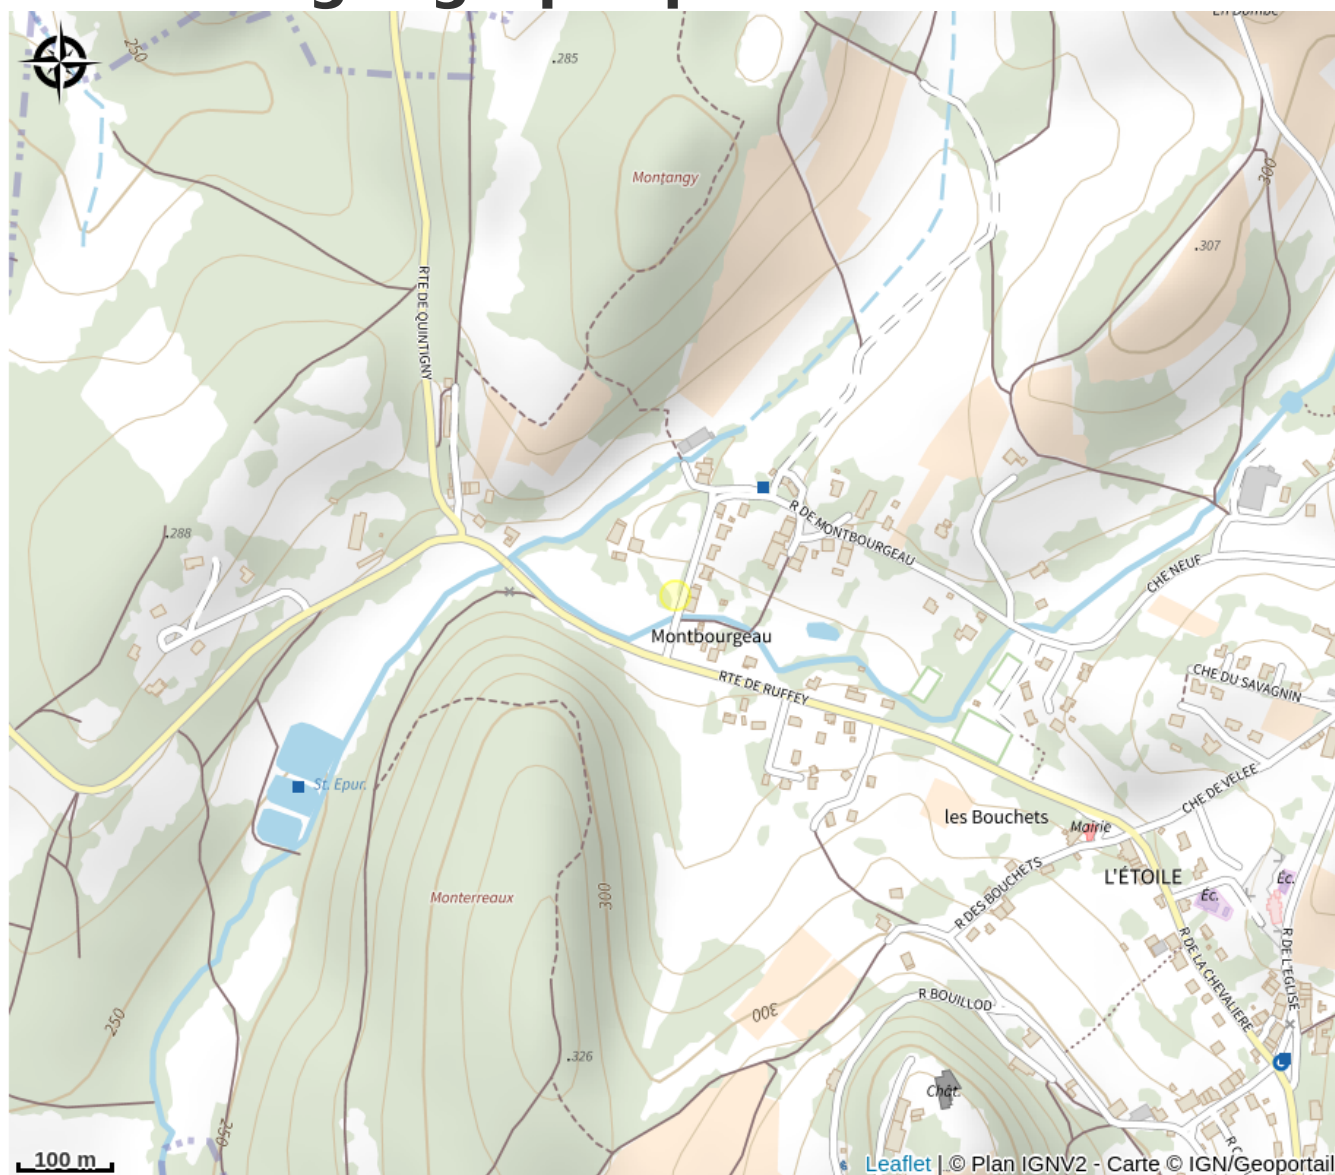 En Dombe
250
.285
Montangy
300
.307
RTE DE QUINTIGNY
.288
R DE MONTBOURGEAU
CHE NEUF
Montbourgeau
CHE DU SAVAGNIN
RTE DE RUFFEY
St. Epur.
CHE DE VELEE
les Bouchets
Mairie
L'ÉTOILE
Éc.
Éc.
R DES BOUCHETS
Monterreaux
300
R DE LA CHEVALIERE
R DE L'EGLISE
R BOUILLOD
300
250
.326
Chât.
250
100 m
Leaflet | © Plan IGNV2 - Carte © IGN/Geoportail